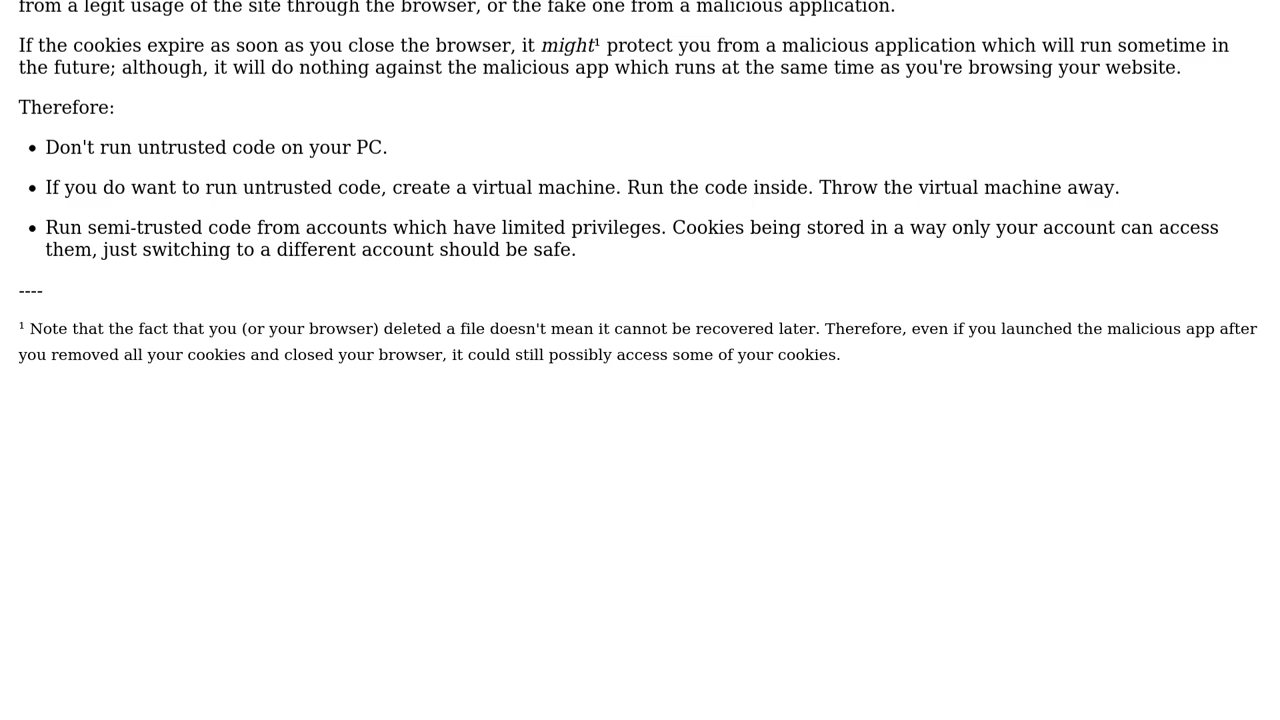 from a legit usage of the site through the browser, or the fake one from a malicious application.
If the cookies expire as soon as you close the browser, it might¹ protect you from a malicious application which will run sometime in
the future; although, it will do nothing against the malicious app which runs at the same time as you're browsing your website.
Therefore:
• Don't run untrusted code on your PC.
• If you do want to run untrusted code, create a virtual machine. Run the code inside. Throw the virtual machine away.
• Run semi-trusted code from accounts which have limited privileges. Cookies being stored in a way only your account can access
them, just switching to a different account should be safe.
----
¹ Note that the fact that you (or your browser) deleted a file doesn't mean it cannot be recovered later. Therefore, even if you launched the malicious app after
you removed all your cookies and closed your browser, it could still possibly access some of your cookies.